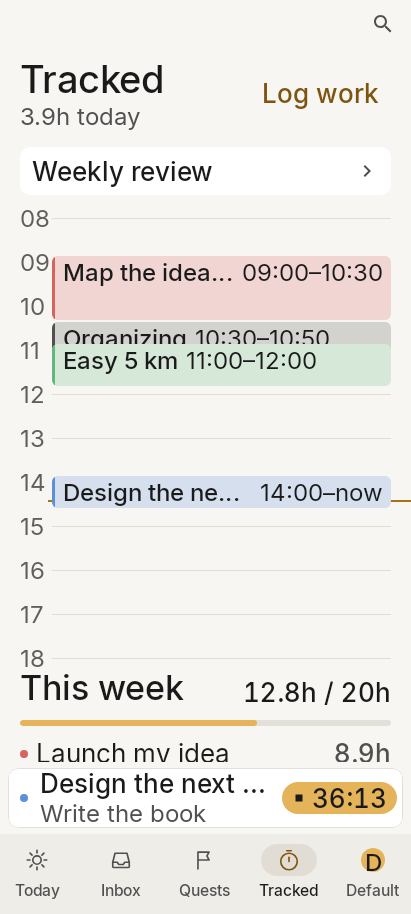 Tracked
3.9h today
Log work
Weekly review
08
09
Map the idea... 09:00–10:30
10
Organizing 10:30–10:50
11
Easy 5 km 11:00–12:00
12
13
14
Design the ne... 14:00–now
15
16
17
18
This week 12.8h / 20h
Launch my idea 8.9h
Design the next ...
Write the book
36:13
Today Inbox Quests Tracked D Default